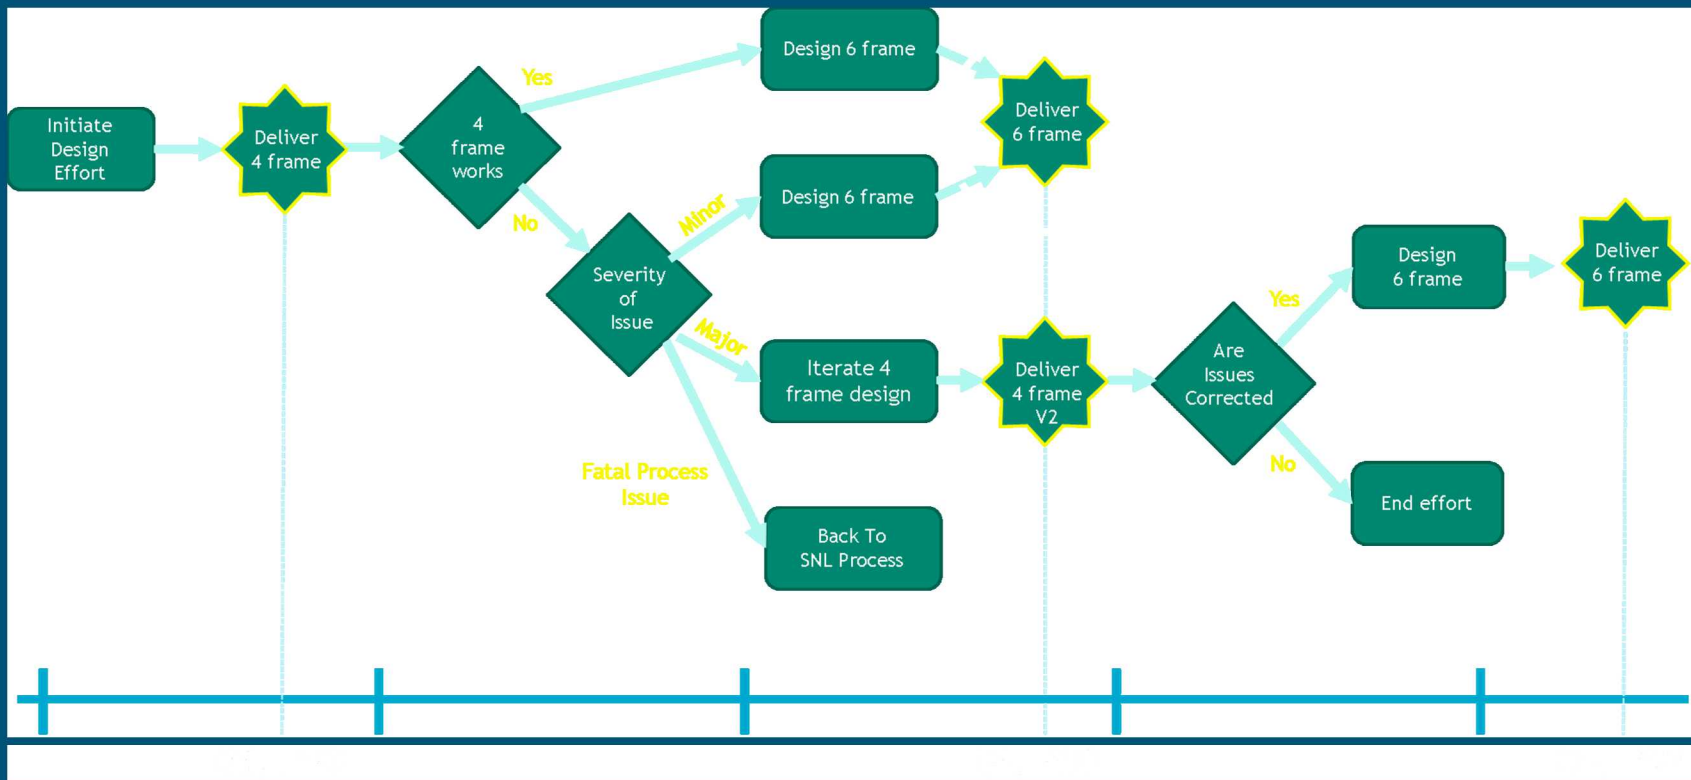 Initiate
Design
Effort
Deliver
4 frame
4
frame
works
Yes
No
Design 6 frame
Deliver
6 frame
Severity
of
Issue
Minor
Design 6 frame
Major
Iterate 4
frame design
Deliver
4 frame
V2
Fatal Process
Issue
Back To
SNL Process
Are
Issues
Corrected
Yes
No
Design
6 frame
Deliver
6 frame
End effort